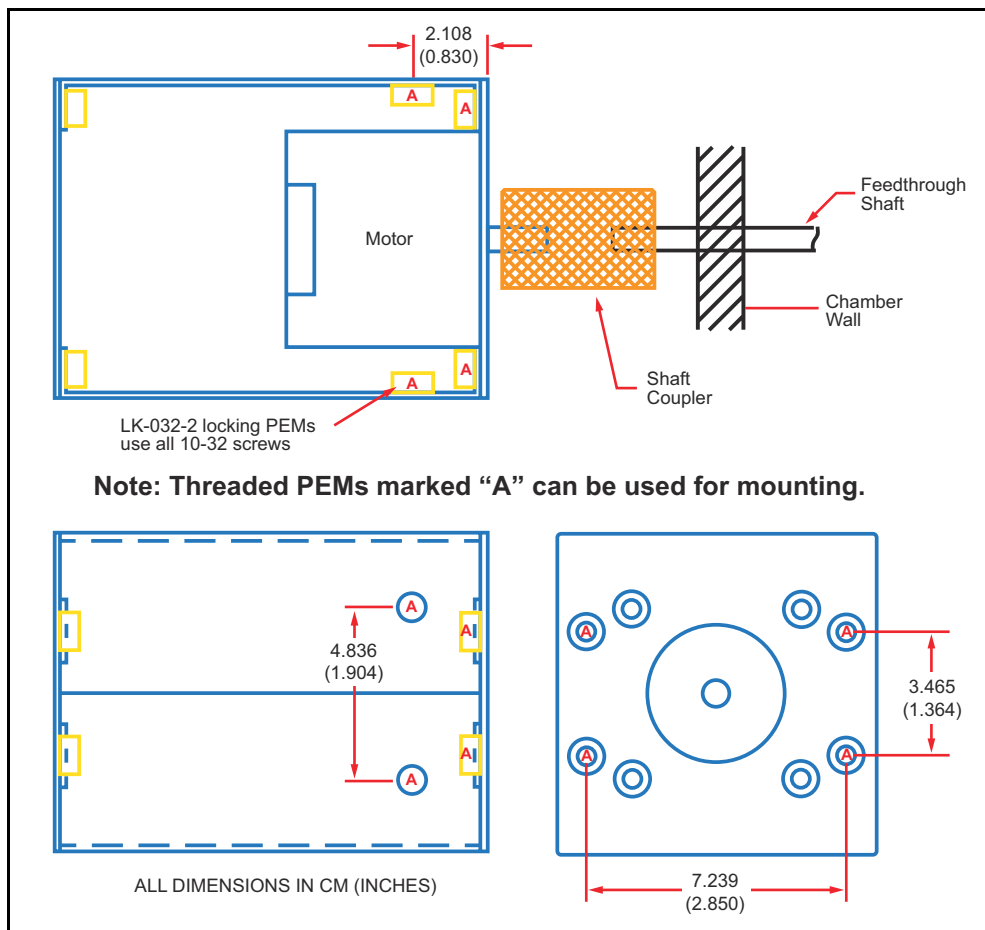 2.108
(0.830)
A
A
Motor
Feedthrough
Shaft
Chamber
Wall
A
A
Shaft
Coupler
LK-032-2 locking PEMs
use all 10-32 screws
Note: Threaded PEMs marked “A” can be used for mounting.
A
A
4.836
(1.904)
A
A
A
A
3.465
(1.364)
A
A
7.239
(2.850)
ALL DIMENSIONS IN CM (INCHES)